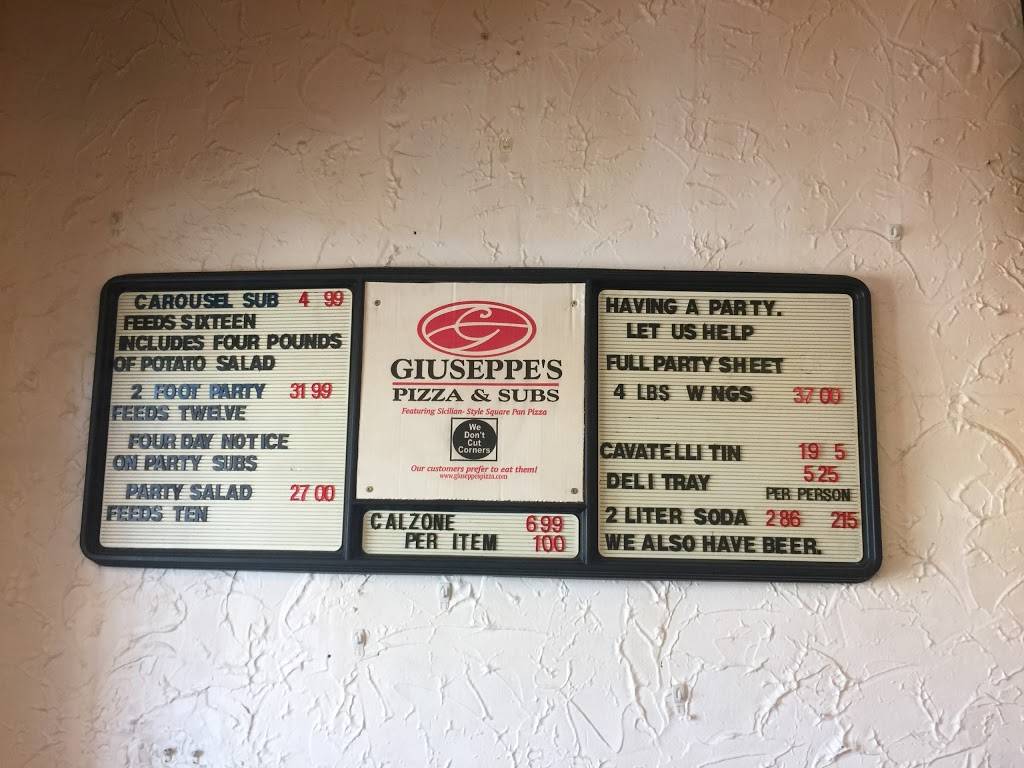 CAROUSEL SUB 4 99
FEEDS SIXTEEN
INCLUDES FOUR POUNDS
OF POTATO SALAD
2 FOOT PARTY 31 99
FEEDS TWELVE
FOUR DAY NOTICE
ON PARTY SUBS
PARTY SALAD 27 00
FEEDS TEN
G
GIUSEPPE'S
PIZZA & SUBS
Featuring Sicilian- Style Square Pan Pizza
We
Don't
Cut
Corners
Our customers prefer to eat them!
www.giuseppespizza.com
CALZONE 6 99
PER ITEM 1 00
HAVING A PARTY.
LET US HELP
FULL PARTY SHEET
4 LBS W NGS 37 00
CAVATELLI TIN 19 5
DELI TRAY 5 25
PER PERSON
2 LITER SODA 2 86 215
WE ALSO HAVE BEER.